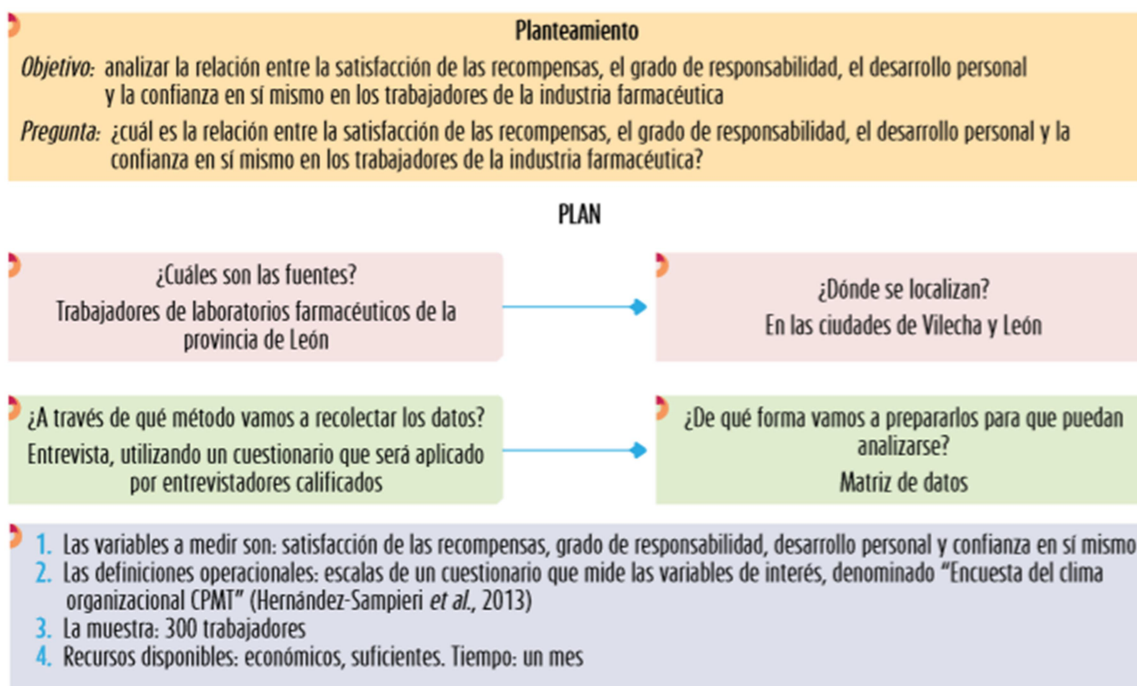 Planteamiento
Objetivo: analizar la relación entre la satisfacción de las recompensas, el grado de responsabilidad, el desarrollo personal
y la confianza en sí mismo en los trabajadores de la industria farmacéutica
Pregunta: ¿cuál es la relación entre la satisfacción de las recompensas, el grado de responsabilidad, el desarrollo personal y la
confianza en sí mismo en los trabajadores de la industria farmacéutica?
PLAN
¿Cuáles son las fuentes?
Trabajadores de laboratorios farmacéuticos de la
provincia de León
¿Dónde se localizan?
En las ciudades de Vilecha y León
¿A través de qué método vamos a recolectar los datos?
Entrevista, utilizando un cuestionario que será aplicado
por entrevistadores calificados
¿De qué forma vamos a prepararlos para que puedan
analizarse?
Matriz de datos
1. Las variables a medir son: satisfacción de las recompensas, grado de responsabilidad, desarrollo personal y confianza en sí mismo
2. Las definiciones operacionales: escalas de un cuestionario que mide las variables de interés, denominado “Encuesta del clima
organizacional CPMT” (Hernández-Sampieri et al., 2013)
3. La muestra: 300 trabajadores
4. Recursos disponibles: económicos, suficientes. Tiempo: un mes